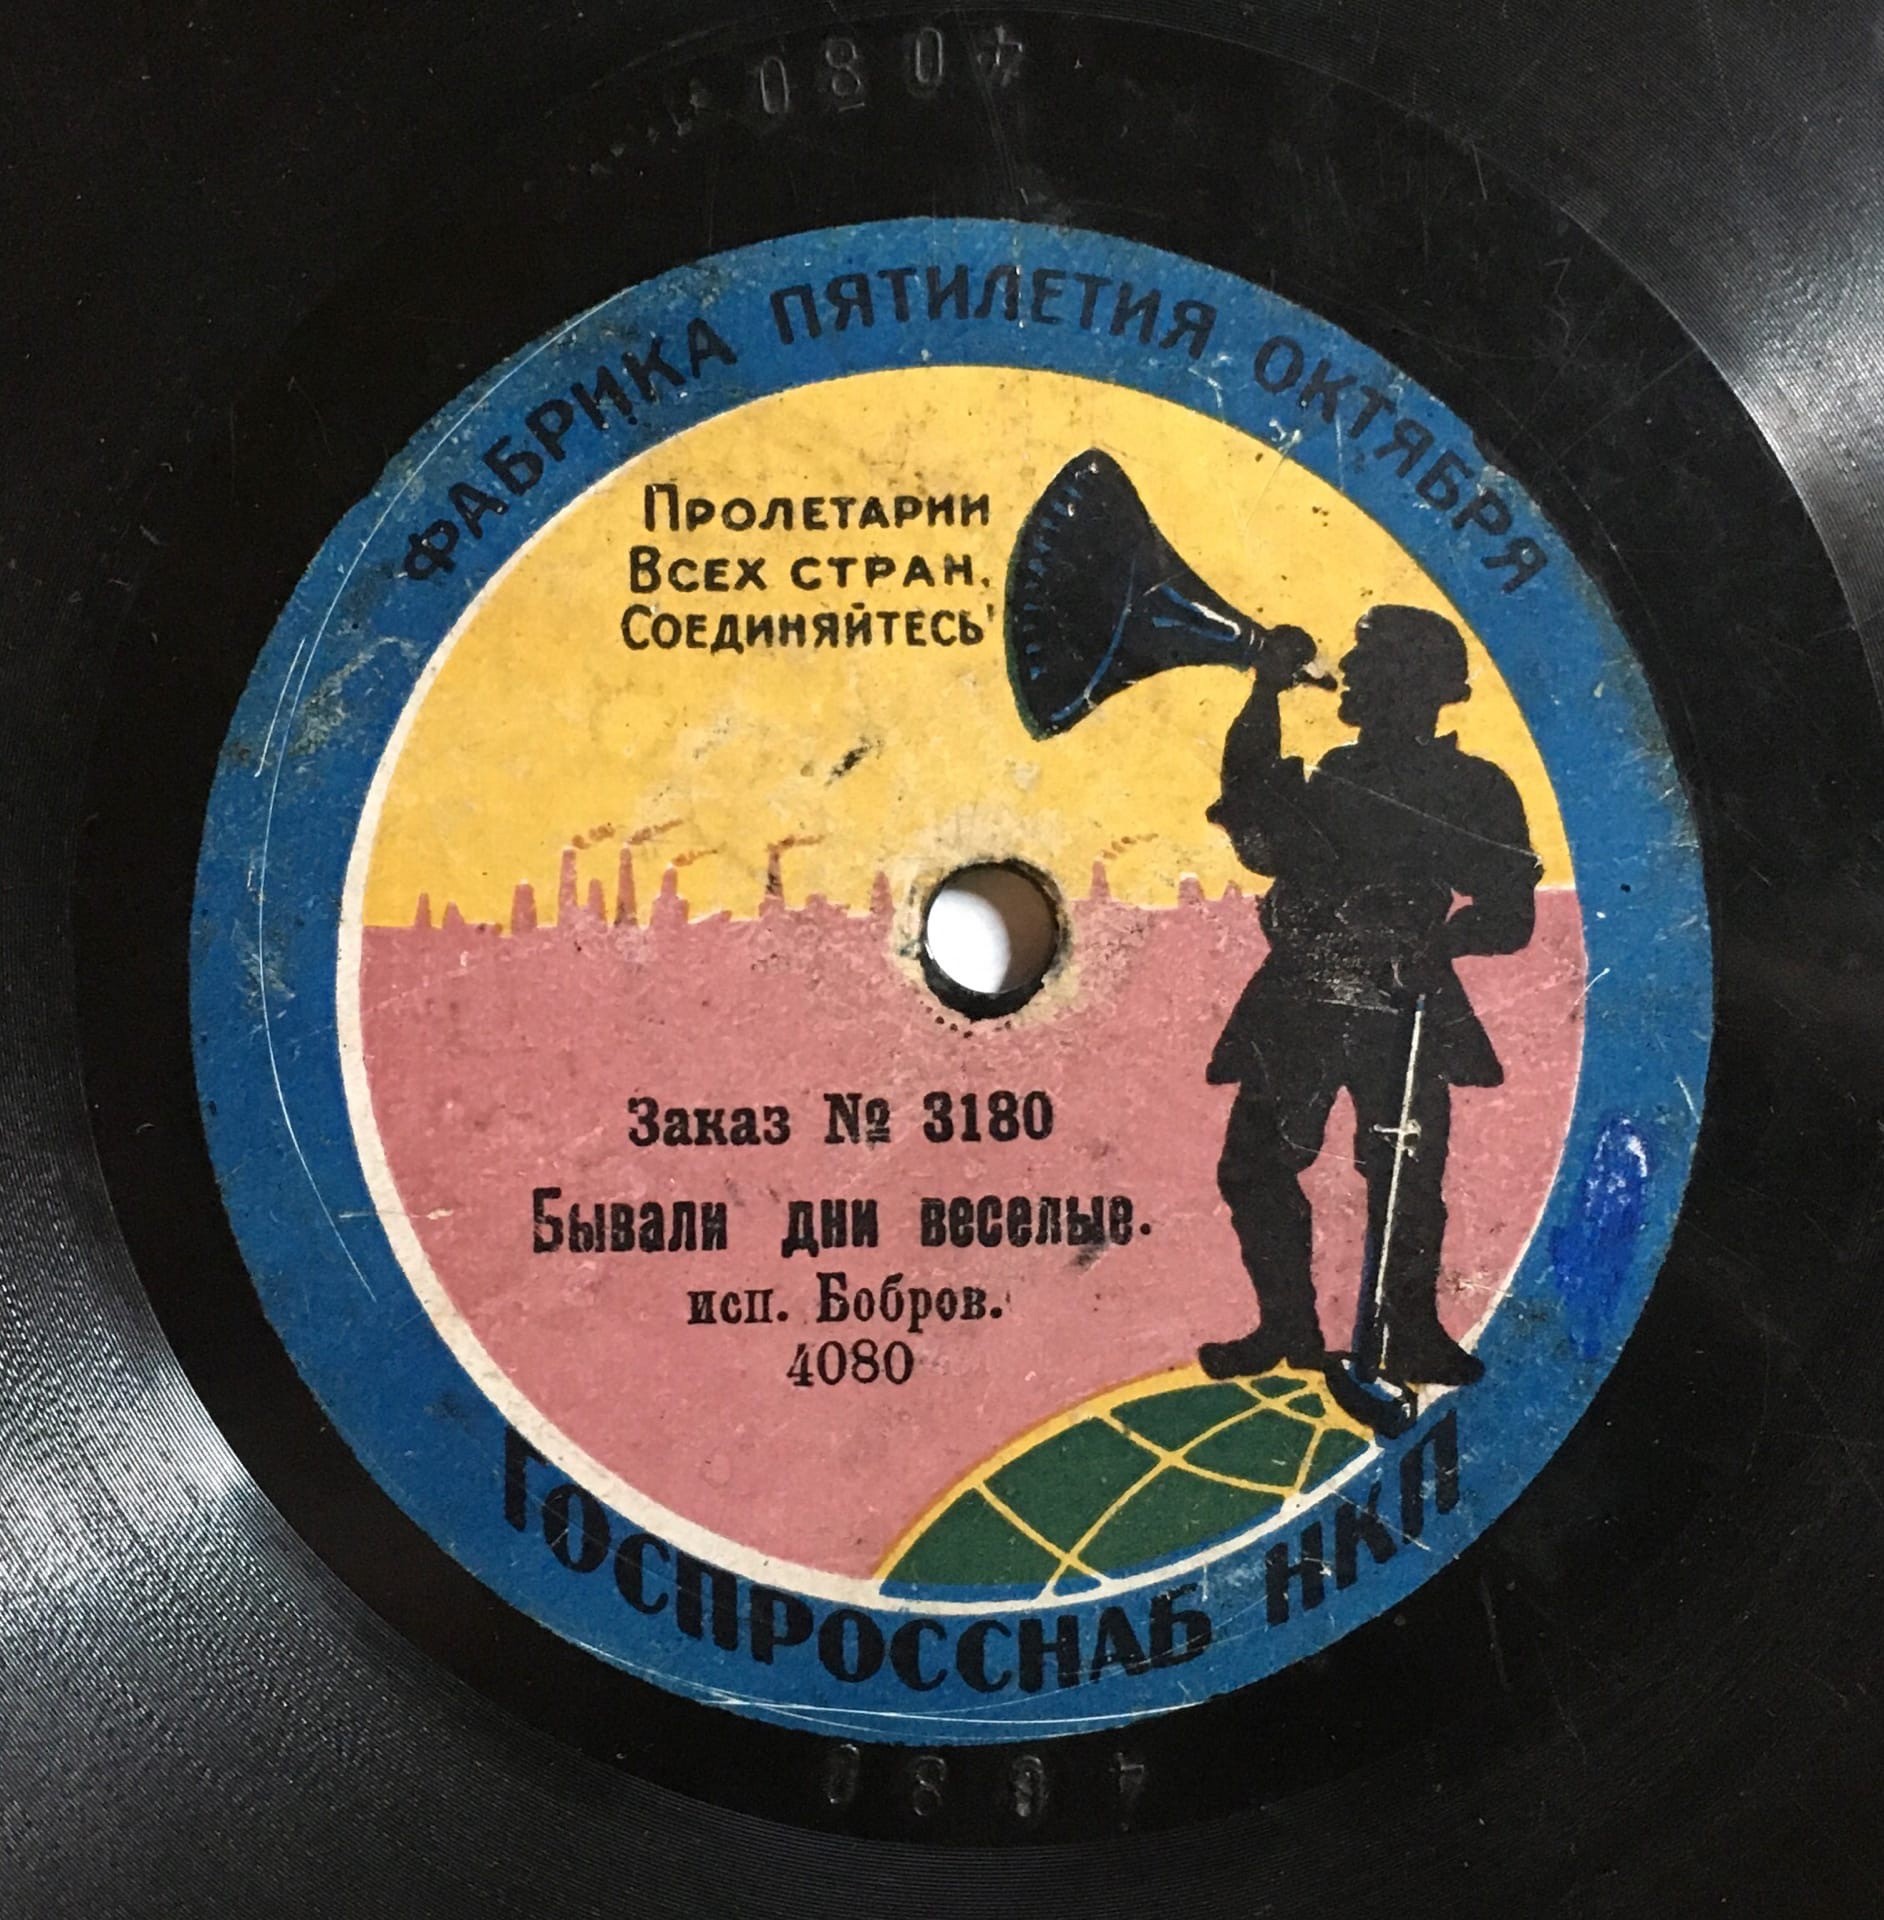 4080
ФАБРИКА ПЯТИЛЕТИЯ ОКТЯБРЯ
ПРОЛЕТАРИИ
ВСЕХ СТРАН,
СОЕДИНЯЙТЕСЬ!
Заказ № 3180
Бывали дни веселые.
исп. Бобров.
4080
ГОСПРОССНАБ НКП
4080